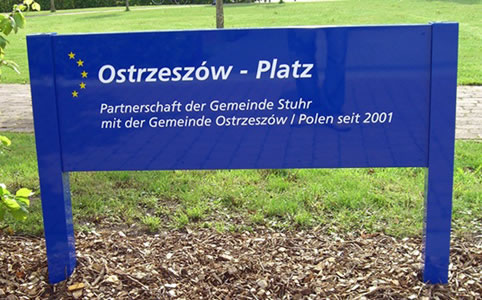 Ostrzeszów - Platz
Partnerschaft der Gemeinde Stuhr
mit der Gemeinde Ostrzeszów / Polen seit 2001